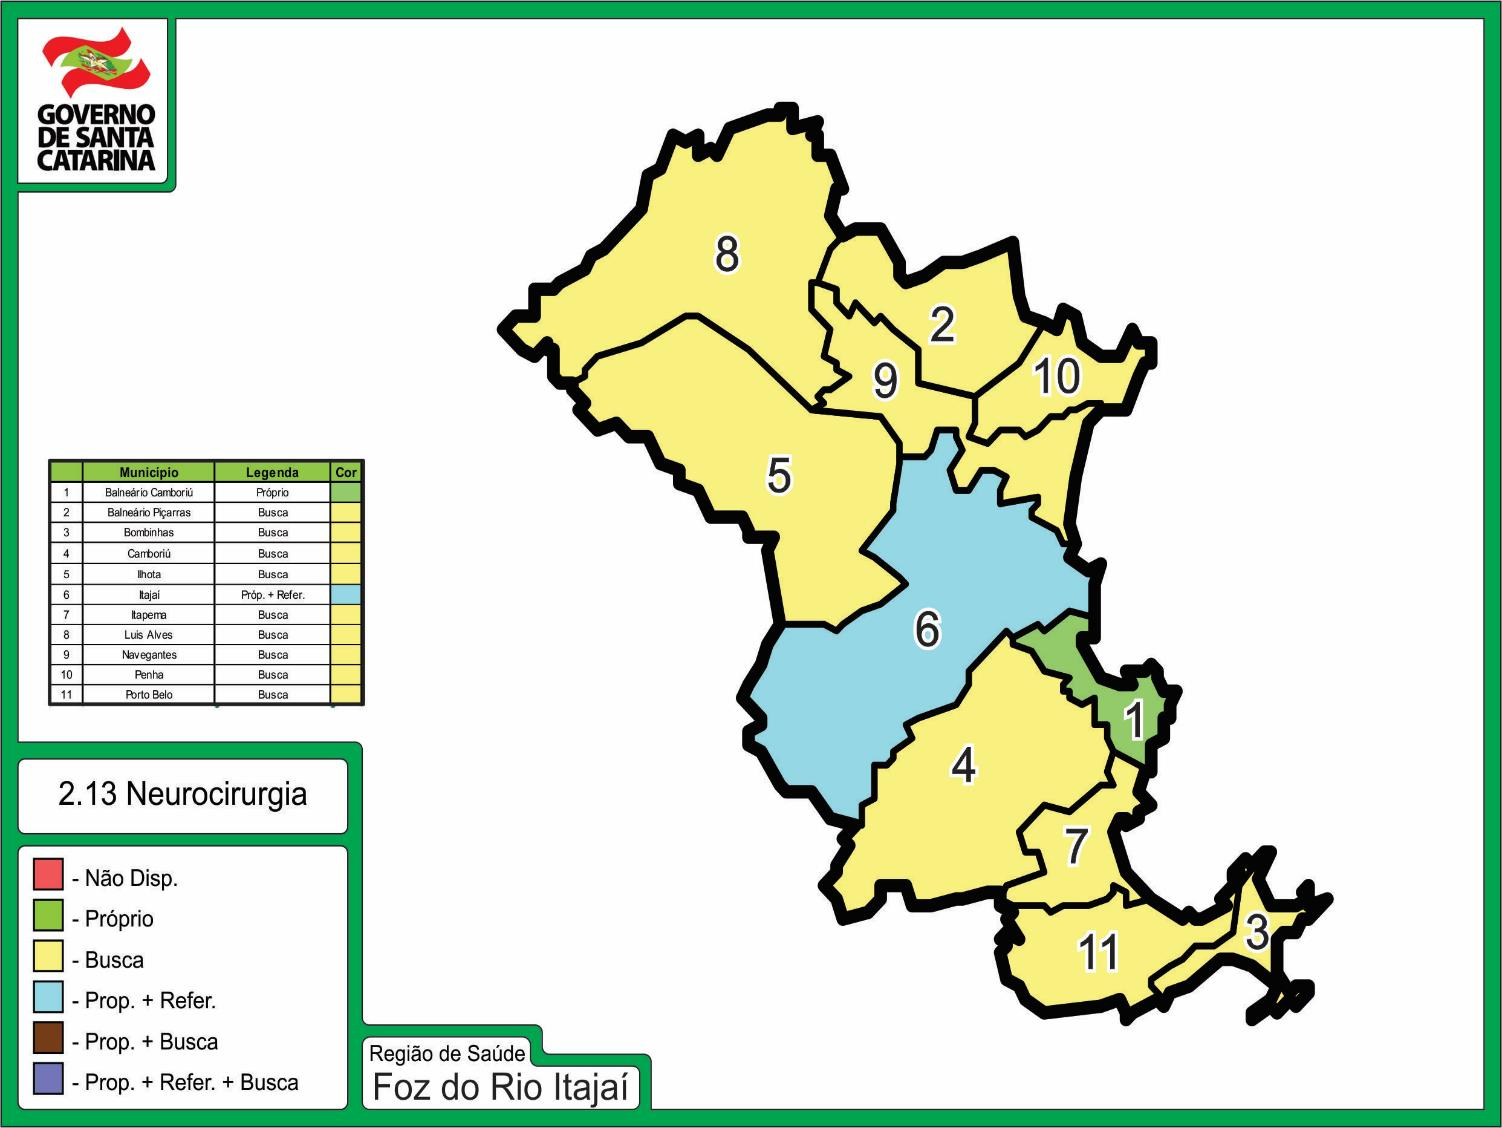 GOVERNO
DE SANTA
CATARINA
8
2
10
9
5
6
1
4
7
3
11
Município Legenda Cor
1 Balneário Camboriú Próprio
2 Balneário Piçarras Busca
3 Bombinhas Busca
4 Camboriú Busca
5 Ilhota Busca
6 Itajaí Próp. + Refer.
7 Itapema Busca
8 Luis Alves Busca
9 Navegantes Busca
10 Penha Busca
11 Porto Belo Busca
2.13 Neurocirurgia
- Não Disp.
- Próprio
- Busca
- Prop. + Refer.
- Prop. + Busca
- Prop. + Refer. + Busca
Região de Saúde
Foz do Rio Itajaí